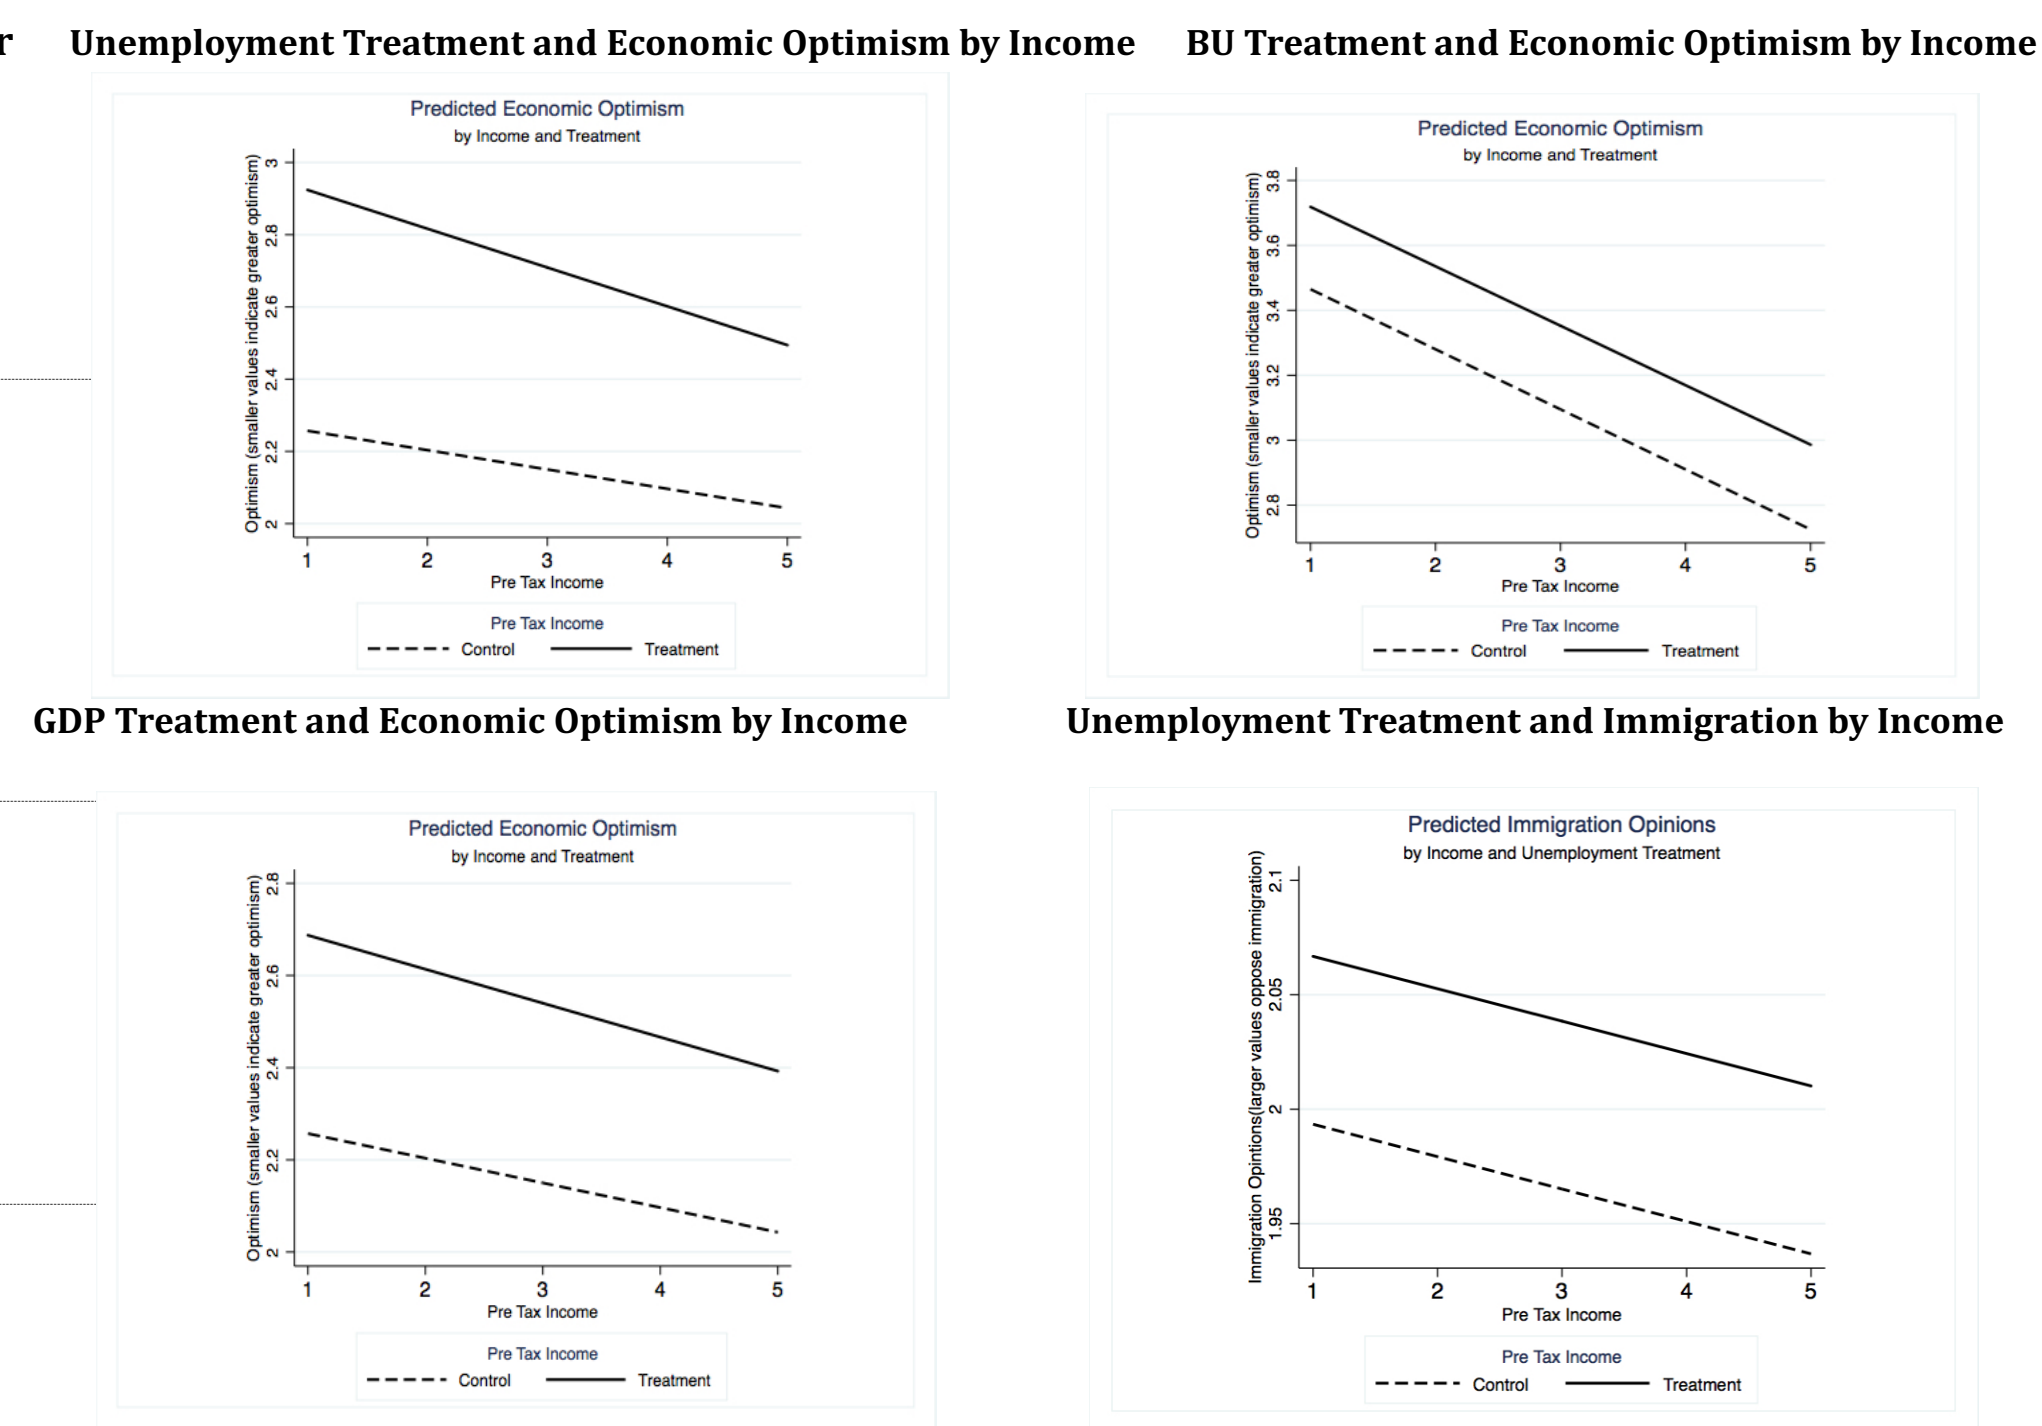 r
Unemployment Treatment and Economic Optimism by Income
Predicted Economic Optimism
by Income and Treatment
Optimism (smaller values indicate greater optimism)
3
2.8
2.6
2.4
2.2
2
1 2 3 4 5
Pre Tax Income
Pre Tax Income
Control Treatment
BU Treatment and Economic Optimism by Income
Predicted Economic Optimism
by Income and Treatment
Optimism (smaller values indicate greater optimism)
3.8
3.6
3.4
3.2
3
2.8
1 2 3 4 5
Pre Tax Income
Pre Tax Income
Control Treatment
GDP Treatment and Economic Optimism by Income
Predicted Economic Optimism
by Income and Treatment
Optimism (smaller values indicate greater optimism)
2.8
2.6
2.4
2.2
2
1 2 3 4 5
Pre Tax Income
Pre Tax Income
Control Treatment
Unemployment Treatment and Immigration by Income
Predicted Immigration Opinions
by Income and Unemployment Treatment
Immigration Opintions(larger values oppose immigration)
2.1
2.05
2
1.95
1 2 3 4 5
Pre Tax Income
Pre Tax Income
Control Treatment